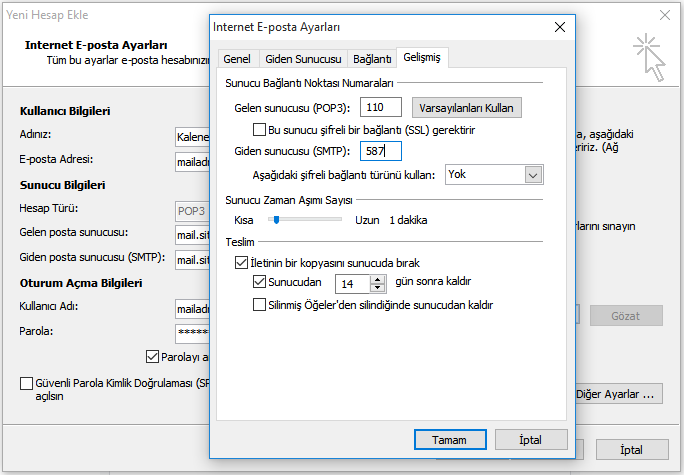 Yeni Hesap Ekle
Internet E-posta Ayarları
Tüm bu ayarlar e-posta hesabınızın
Kullanıcı Bilgileri
Adınız:
Kalene
E-posta Adresi:
mailadr
Sunucu Bilgileri
Hesap Türü:
POP3
Gelen posta sunucusu:
mail.sit
Giden posta sunucusu (SMTP):
mail.sit
Oturum Açma Bilgileri
Kullanıcı Adı:
mailadr
Parola:
******
Parolayı an
Güvenli Parola Kimlik Doğrulaması (SP
açılsın
a, aşağıdaki
eririz. (Ağ
arlarını sınayın
Gözat
Diğer Ayarlar ...
İptal
Internet E-posta Ayarları
Genel
Giden Sunucusu
Bağlantı
Gelişmiş
Sunucu Bağlantı Noktası Numaraları
Gelen sunucusu (POP3): 110 Varsayılanları Kullan
Bu sunucu şifreli bir bağlantı (SSL) gerektirir
Giden sunucusu (SMTP): 587
Aşağıdaki şifreli bağlantı türünü kullan: Yok
Sunucu Zaman Aşımı Sayısı
Kısa Uzun 1 dakika
Teslim
İletinin bir kopyasını sunucuda bırak
Sunucudan 14 gün sonra kaldır
Silinmiş Öğeler'den silindiğinde sunucudan kaldır
Tamam
İptal